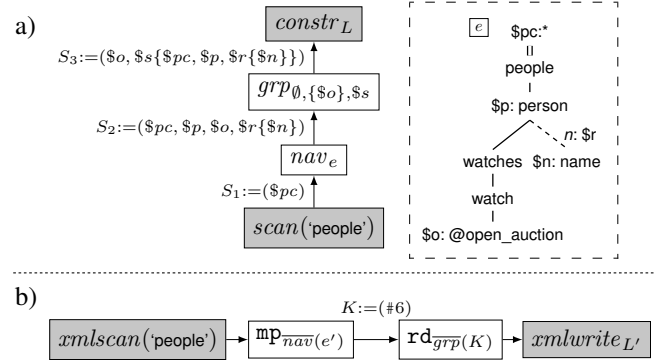 a)
constr_L
S_3:=($o, $s{$pc, $p, $r{$n}})
grp_∅,{$o},$s
S_2:=($pc, $p, $o, $r{$n})
nav_e
S_1:=($pc)
scan('people')
e
$pc:*
people
$p: person
n: $r
watches $n: name
watch
$o: @open_auction
b)
K:=(#6)
xmlscan('people') mp_nav(e') rd_grp(K) xmlwrite_L'